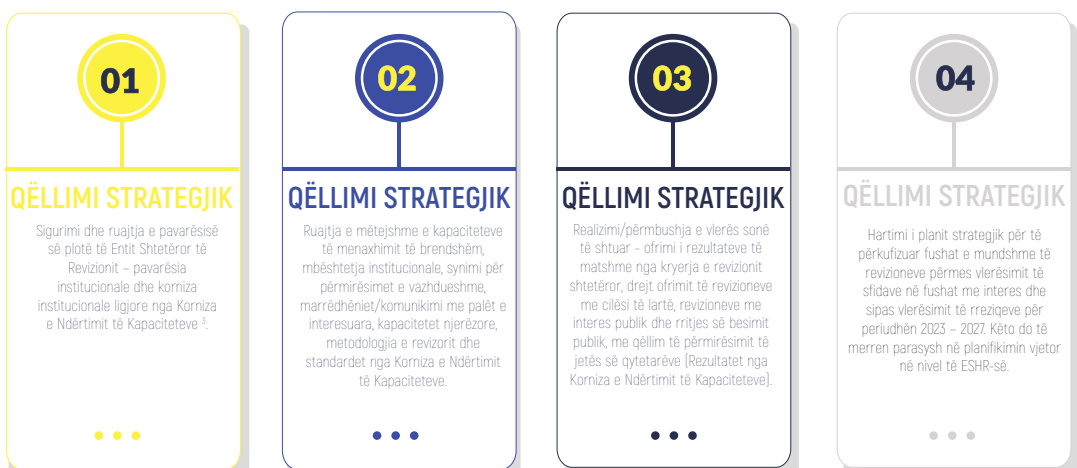 01
QËLLIMI STRATEGJIK
Sigurimi dhe ruajtja e pavarësisë
së plotë të Entit Shtetëror të
Revizionit – pavarësia
institucionale dhe korniza
institucionale ligjore nga Korniza
e Ndërtimit të Kapaciteteve ³.
02
QËLLIMI STRATEGJIK
Ruajtja e mëtejshme e kapaciteteve
të menaxhimit të brendshëm,
mbështetja institucionale, synimi për
përmirësimet e vazhdueshme,
marrëdhëniet/komunikimi me palët e
interesuara, kapacitetet njerëzore,
metodologjia e revizorit dhe
standardet nga Korniza e Ndërtimit
të Kapaciteteve.
03
QËLLIMI STRATEGJIK
Realizimi/përmbushja e vlerës sonë
të shtuar - ofrimi i rezultateve të
matshme nga kryerja e revizionit
shtetëror, drejt ofrimit të revizioneve
me cilësi të lartë, revizioneve me
interes publik dhe rritjes së besimit
publik, me qëllim të përmirësimit të
jetës së qytetarëve (Rezultatet nga
Korniza e Ndërtimit të Kapaciteteve).
04
QËLLIMI STRATEGJIK
Hartimi i planit strategjik për të
përkufizuar fushat e mundshme të
revizioneve përmes vlerësimit të
sfidave në fushat me interes dhe
sipas vlerësimit të rreziqeve për
periudhën 2023 – 2027. Këto do të
merren parasysh në planifikimin vjetor
në nivel të ESHR-së.